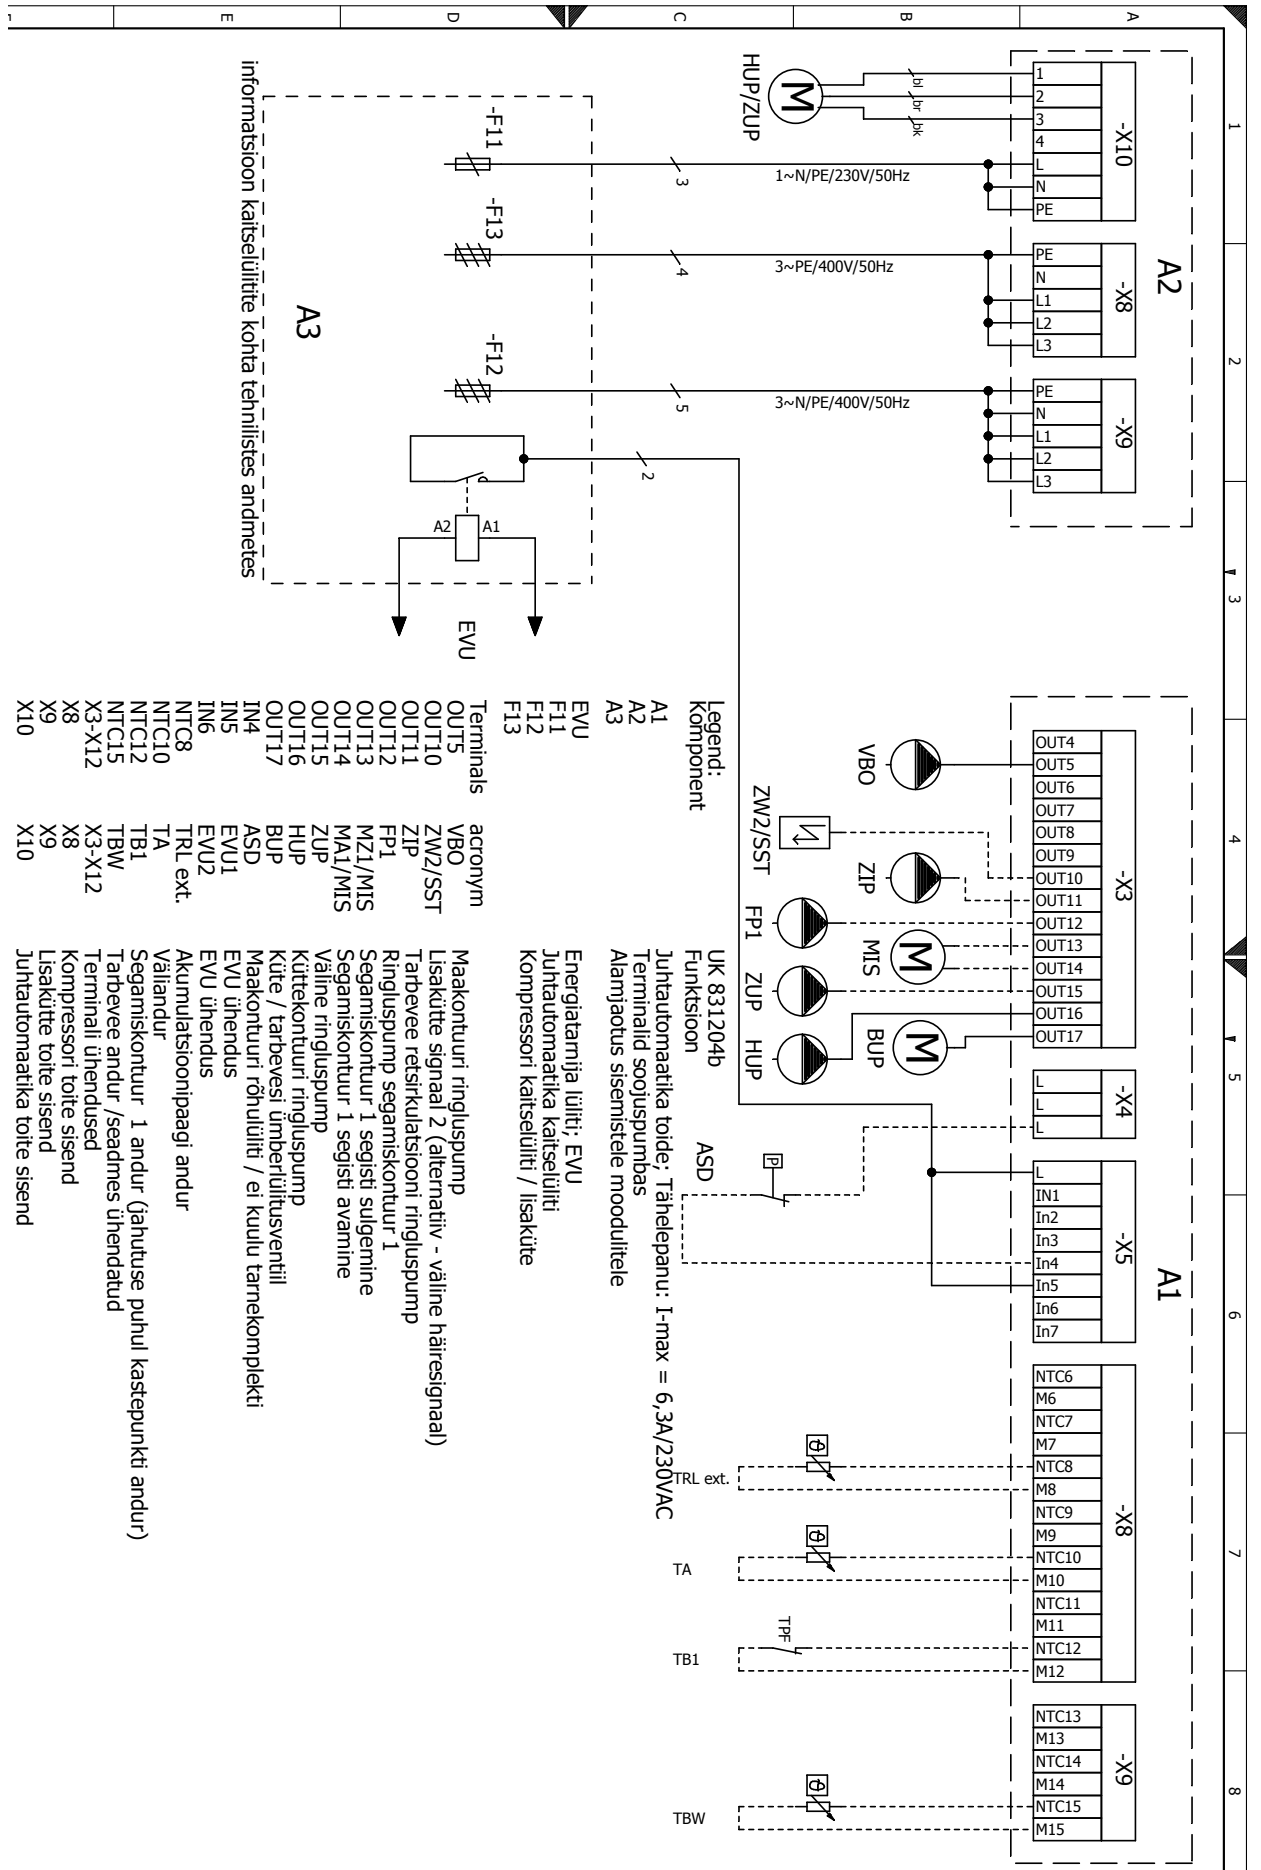 A
B
C
D
E
1
2
3
4
5
6
7
8
A2
-X10
1
2
3
4
L
N
PE
-X8
PE
N
L1
L2
L3
-X9
PE
N
L1
L2
L3
bl
br
bk
M
HUP/ZUP
1~N/PE/230V/50Hz
3~PE/400V/50Hz
3~N/PE/400V/50Hz
3
4
5
2
-F11
-F13
-F12
A3
A2
A1
EVU
informatsioon kaitselülitite kohta tehnilistes andmetes
A1
-X3
OUT4
OUT5
OUT6
OUT7
OUT8
OUT9
OUT10
OUT11
OUT12
OUT13
OUT14
OUT15
OUT16
OUT17
-X4
L
L
L
-X5
L
IN1
In2
In3
In4
In5
In6
In7
-X8
NTC6
M6
NTC7
M7
NTC8
M8
NTC9
M9
NTC10
M10
NTC11
M11
NTC12
M12
-X9
NTC13
M13
NTC14
M14
NTC15
M15
VBO
ZW2/SST
ZIP
FP1
M
MIS
ZUP
HUP
M
BUP
P
ASD
ϑ
TRL ext.
ϑ
TA
TPF
TB1
ϑ
TBW
Legend: UK 831204b
Komponent Funktsioon
A1 Juhtautomaatika toide; Tähelepanu: I-max = 6,3A/230VAC
A2 Terminalid soojuspumbas
A3 Alamjaotus sisemistele moodulitele
EVU Energiatarnija lüliti; EVU
F11 Juhtautomaatika kaitselüliti
F12 Kompressori kaitselüliti / lisaküte
F13
Terminals acronym
OUT5 VBO Maakontuuri ringluspump
OUT10 ZW2/SST Lisakütte signaal 2 (alternatiiv - väline häiresignaal)
OUT11 ZIP Tarbevee retsirkulatsiooni ringluspump
OUT12 FP1 Ringluspump segamiskontuur 1
OUT13 MZ1/MIS Segamiskontuur 1 segisti sulgemine
OUT14 MA1/MIS Segamiskontuur 1 segisti avamine
OUT15 ZUP Väline ringluspump
OUT16 HUP Küttekontuuri ringluspump
OUT17 BUP Küte / tarbevesi ümberlülitusventiil
IN4 ASD Maakontuuri rõhulüliti / ei kuulu tarnekomplekti
IN5 EVU1 EVU ühendus
IN6 EVU2 EVU ühendus
NTC8 TRL ext. Akumulatsioonipaagi andur
NTC10 TA Väliandur
NTC12 TB1 Segamiskontuur 1 andur (jahutuse puhul kastepunkti andur)
NTC15 TBW Tarbevee andur /seadmes ühendatud
X3-X12 X3-X12 Terminali ühendused
X8 X8 Kompressori toite sisend
X9 X9 Lisakütte toite sisend
X10 X10 Juhtautomaatika toite sisend